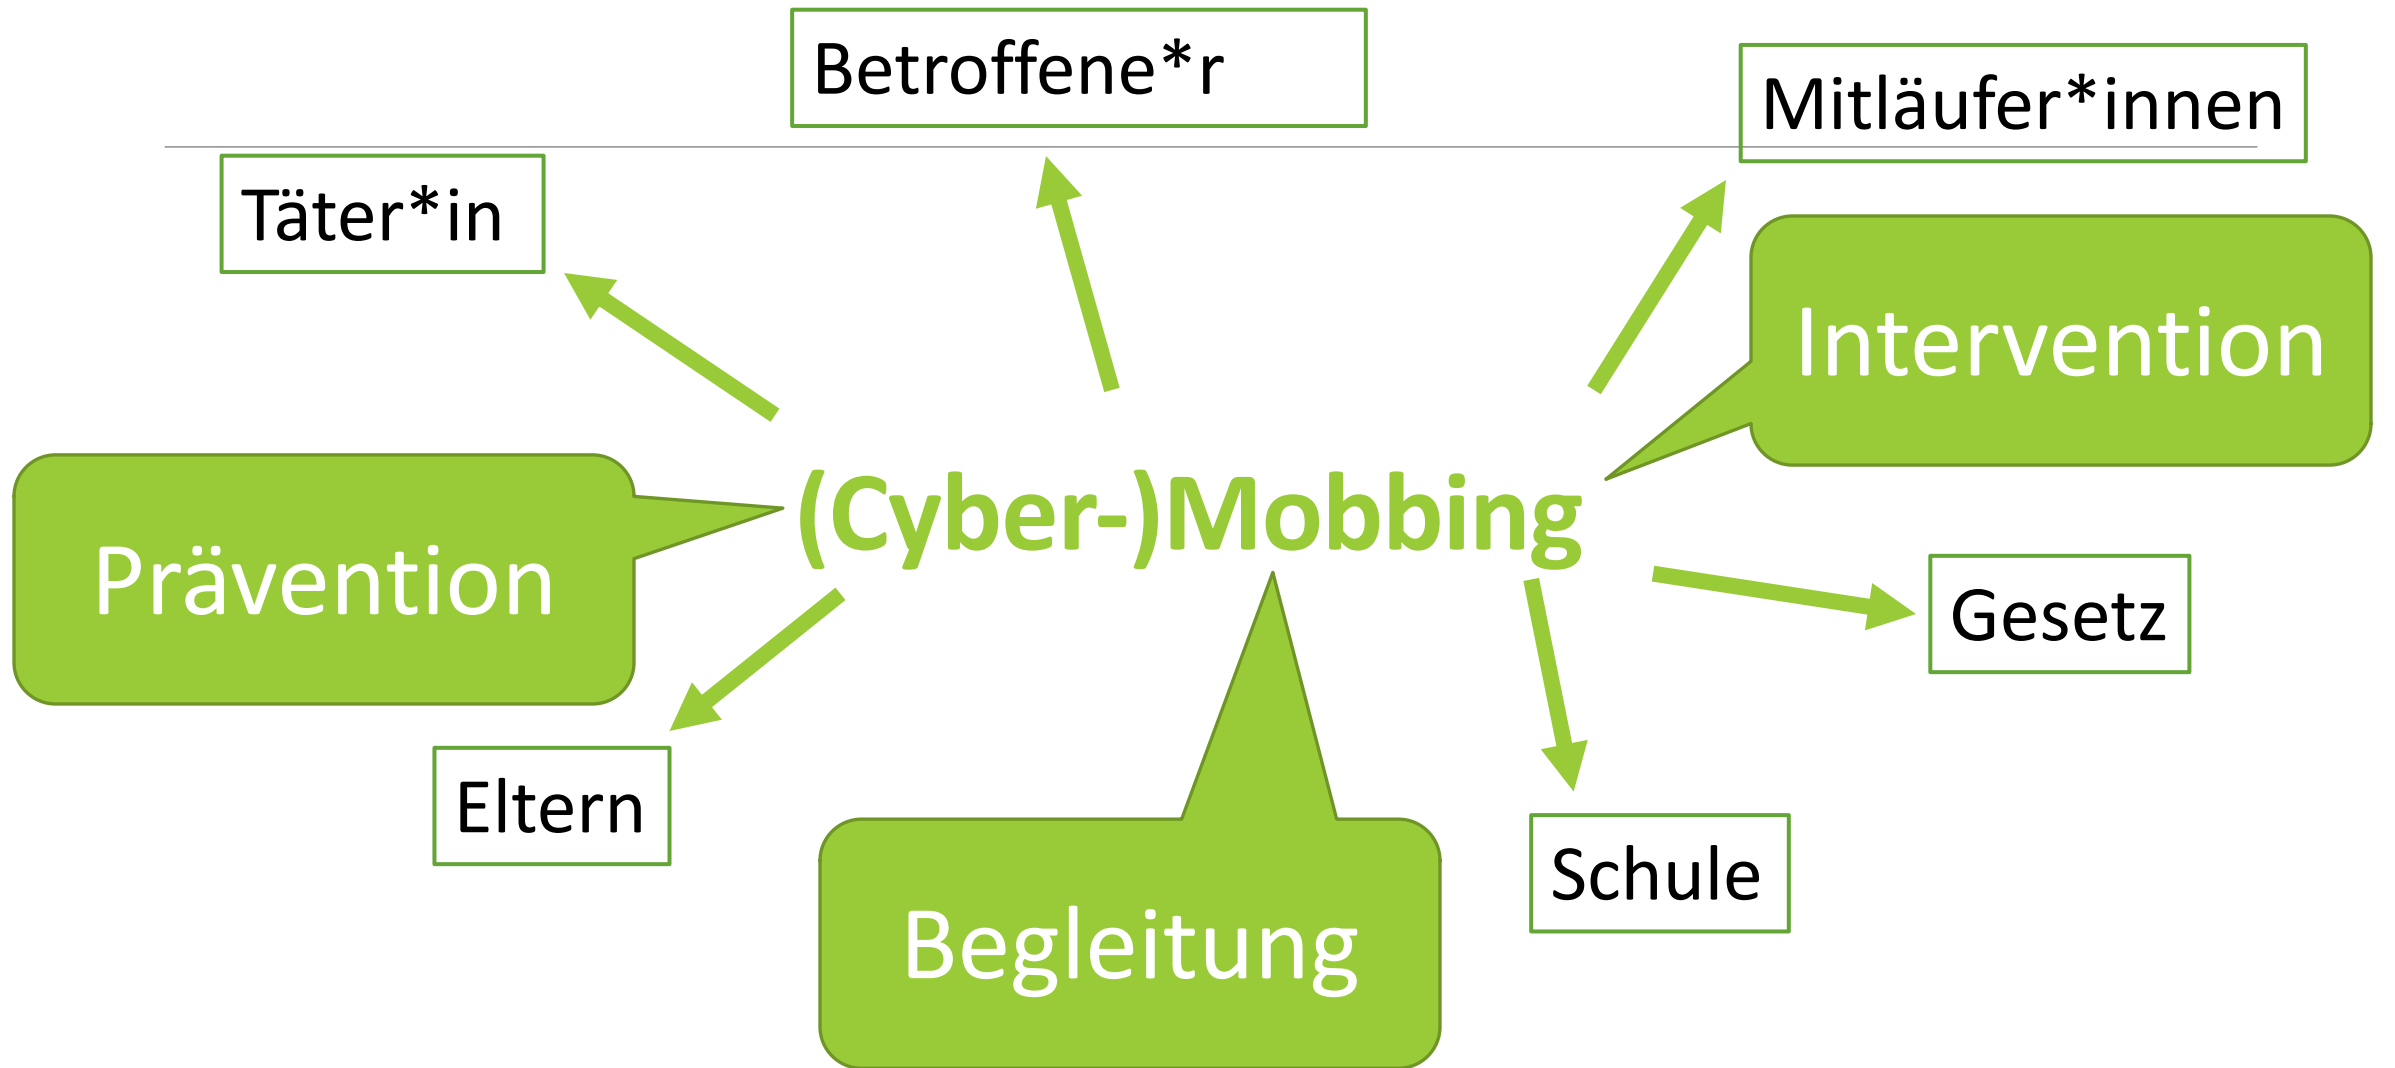 Betroffene*r
Mitläufer*innen
Täter*in
Intervention
(Cyber-)Mobbing
Prävention
Gesetz
Eltern
Schule
Begleitung